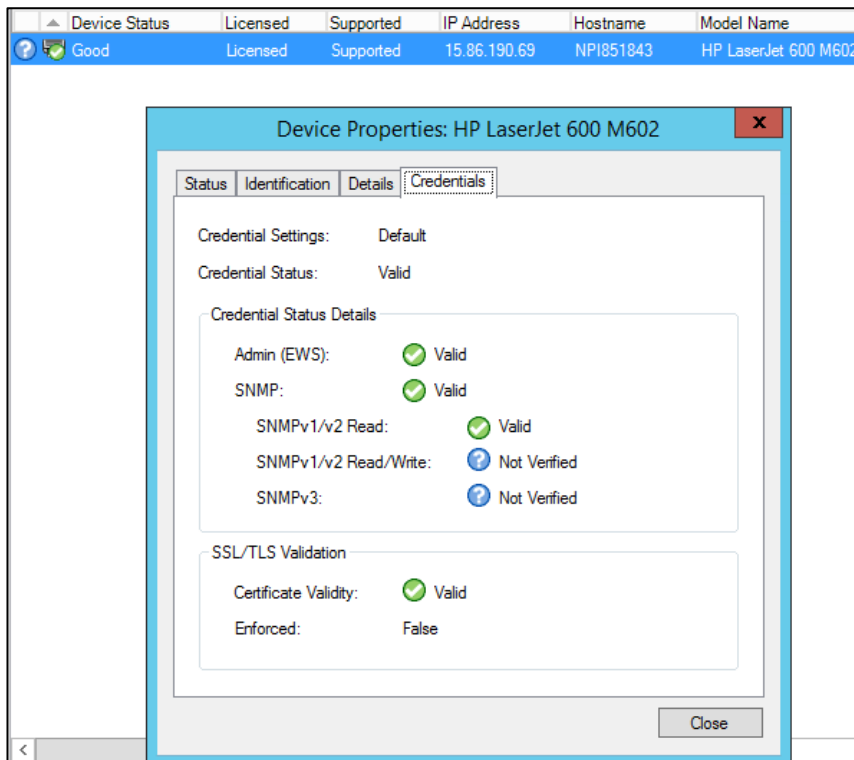 Device Status Licensed Supported IP Address Hostname Model Name
Good Licensed Supported 15.86.190.69 NPI851843 HP LaserJet 600 M602
Device Properties: HP LaserJet 600 M602
x
Status Identification Details Credentials
Credential Settings: Default
Credential Status: Valid
Credential Status Details
Admin (EWS): Valid
SNMP: Valid
SNMPv1/v2 Read: Valid
SNMPv1/v2 Read/Write: Not Verified
SNMPv3: Not Verified
SSL/TLS Validation
Certificate Validity: Valid
Enforced: False
Close